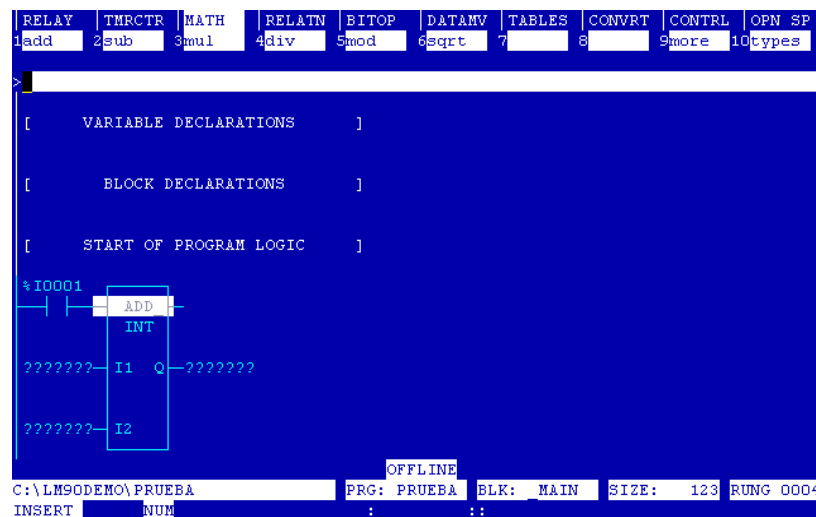 RELAY TMRCTR MATH RELATN BITOP DATAMV TABLES CONVRT CONTRL OPN SP
1add 2sub 3mul 4div 5mod 6sqrt 7 8 9more 10types
>
[ VARIABLE DECLARATIONS ]
[ BLOCK DECLARATIONS ]
[ START OF PROGRAM LOGIC ]
%I0001
ADD_
INT
???????I1 Q???????
???????I2
OFFLINE
C:\LM90DEMO\PRUEBA PRG: PRUEBA BLK: _MAIN SIZE: 123 RUNG 0004
INSERT NUM : ::